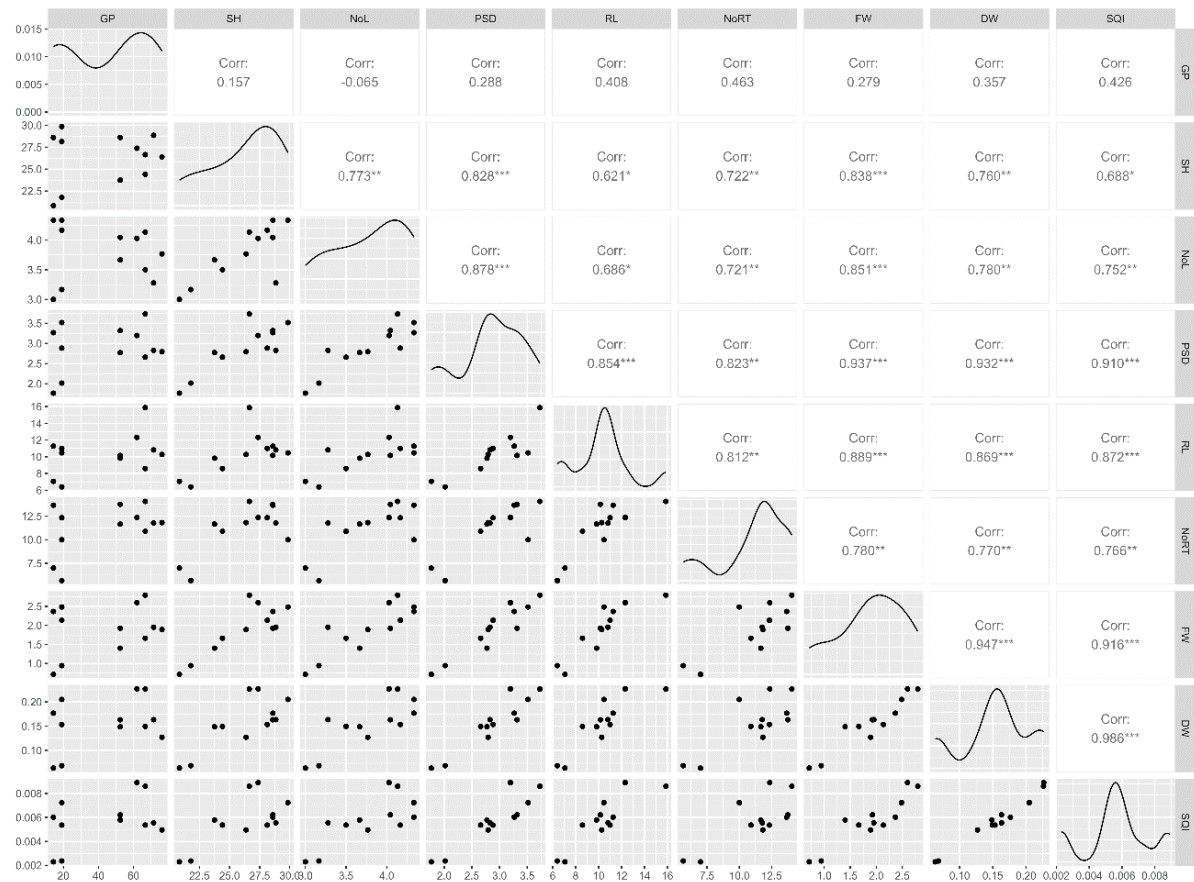 GP SH NoL PSD RL NoRT FW DW SQI
0.015
0.010
0.005
0.000
Corr: Corr: Corr: Corr: Corr: Corr: Corr: Corr:
0.157 -0.065 0.288 0.408 0.463 0.279 0.357 0.426
GP
30.0
27.5
25.0
22.5
Corr: Corr: Corr: Corr: Corr: Corr: Corr:
0.773** 0.828*** 0.621* 0.722** 0.838*** 0.760** 0.688*
SH
4.0
3.5
3.0
Corr: Corr: Corr: Corr: Corr: Corr:
0.878*** 0.686* 0.721** 0.851*** 0.780** 0.752**
NoL
3.5
3.0
2.5
2.0
Corr: Corr: Corr: Corr: Corr:
0.854*** 0.823** 0.937*** 0.932*** 0.910***
PSD
16
14
12
10
8
6
Corr: Corr: Corr: Corr:
0.812** 0.889*** 0.869*** 0.872***
RL
12.5
10.0
7.5
Corr: Corr: Corr:
0.780** 0.770** 0.766**
NoRT
2.5
2.0
1.5
1.0
Corr: Corr:
0.947*** 0.916***
FW
0.20
0.15
0.10
Corr:
0.986***
DW
0.008
0.006
0.004
0.002
SQI
20 40 60 22.5 25.0 27.5 30.0 3.0 3.5 4.0 2.0 2.5 3.0 3.5 6 8 10 12 14 16 7.5 10.0 12.5 1.0 1.5 2.0 2.5 0.10 0.15 0.20 0.002 0.004 0.006 0.008